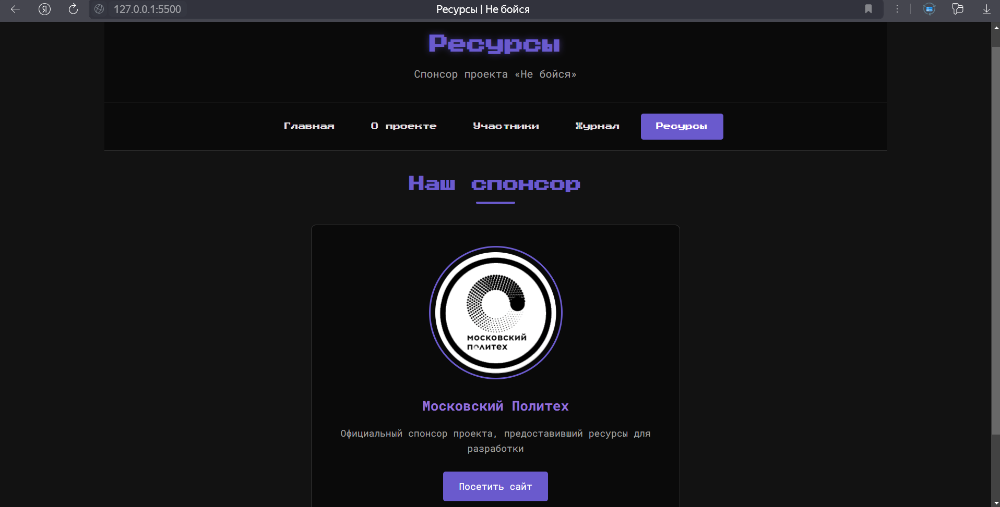 Я
127.0.0.1:5500
Ресурсы | Не бойся
Ресурсы
Спонсор проекта «Не бойся»
Главная
О проекте
Участники
Журнал
Ресурсы
Наш спонсор
МОСКОВСКИЙ
ПОЛИТЕХ
Московский Политех
Официальный спонсор проекта, предоставивший ресурсы для
разработки
Посетить сайт